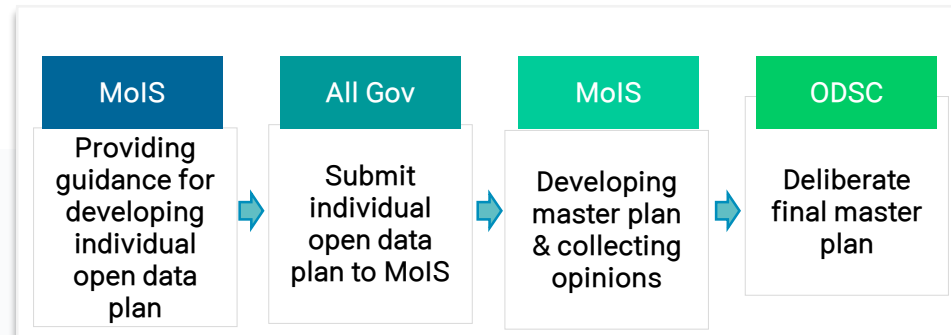 MoIS
Providing
guidance for
developing
individual
open data
plan
All Gov
Submit
individual
open data
plan to MoIS
MoIS
Developing
master plan
& collecting
opinions
ODSC
Deliberate
final master
plan